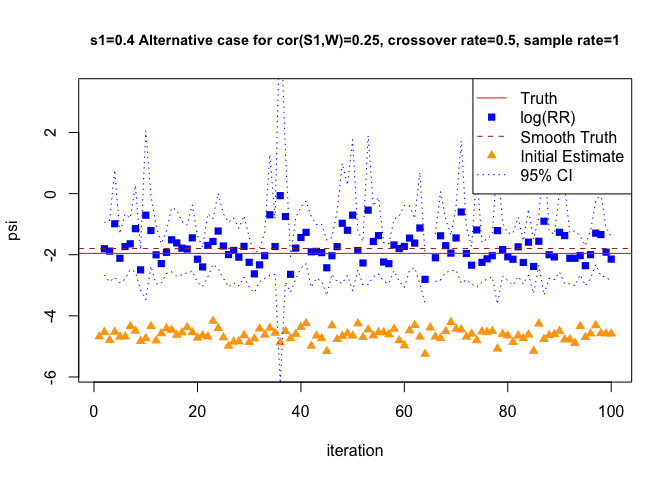 s1=0.4 Alternative case for cor(S1,W)=0.25, crossover rate=0.5, sample rate=1
Truth
log(RR)
Smooth Truth
Initial Estimate
95% CI
2
0
-2
-4
-6
psi
0 20 40 60 80 100
iteration